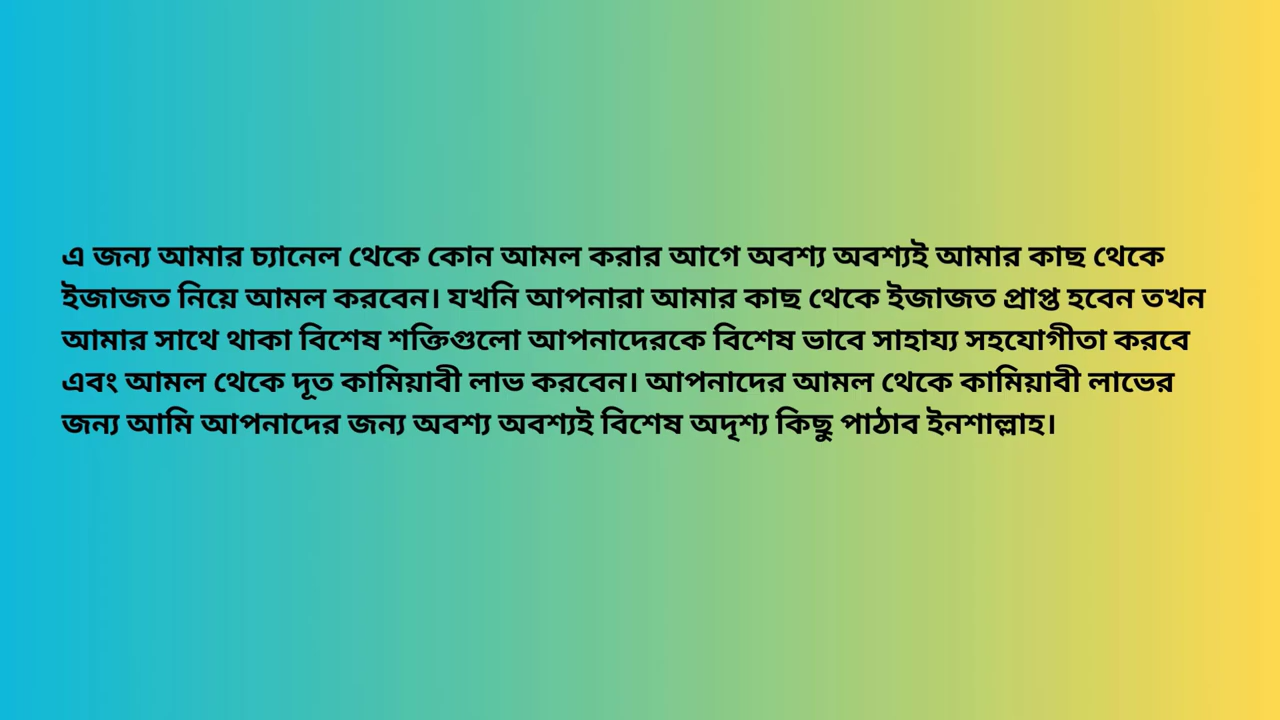 এ জন্য আমার চ্যানেল থেকে কোন আমল করার আগে অবশ্য অবশ্যই আমার কাছ থেকে
ইজাজত নিয়ে আমল করবেন। যখনি আপনারা আমার কাছ থেকে ইজাজত প্রাপ্ত হবেন তখন
আমার সাথে থাকা বিশেষ শক্তিগুলো আপনাদেরকে বিশেষ ভাবে সাহায্য সহযোগীতা করবে
এবং আমল থেকে দূত কামিয়াবী লাভ করবেন। আপনাদের আমল থেকে কামিয়াবী লাভের
জন্য আমি আপনাদের জন্য অবশ্য অবশ্যই বিশেষ অদৃশ্য কিছু পাঠাব ইনশাল্লাহ।